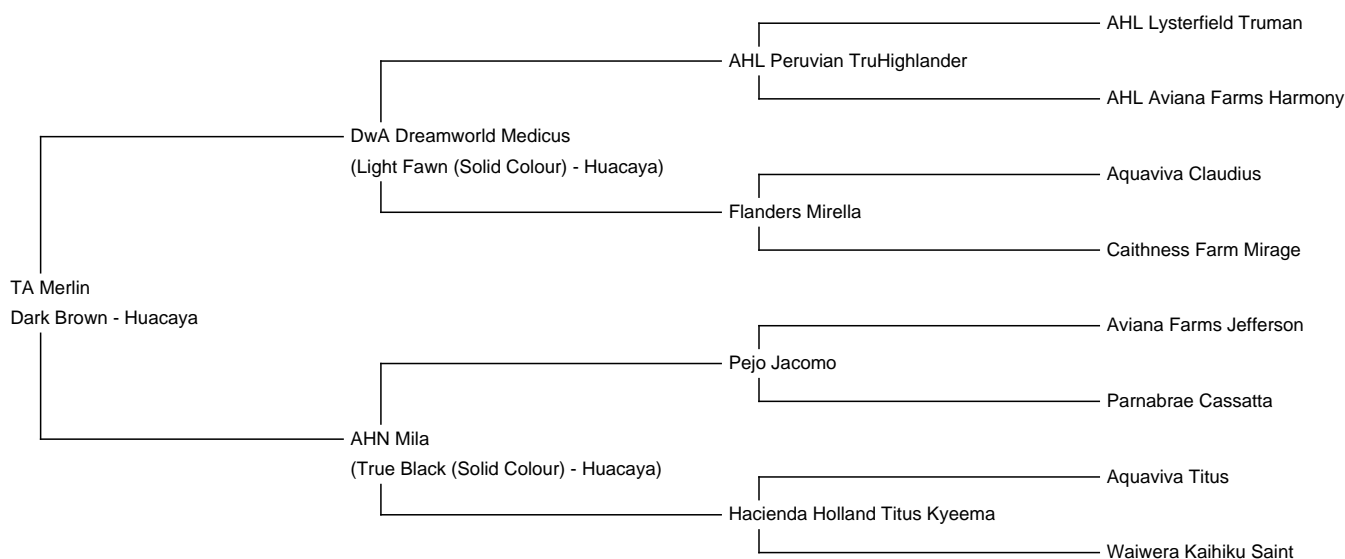 AHL Lysterfield Truman
AHL Peruvian TruHighlander
AHL Aviana Farms Harmony
DwA Dreamworld Medicus
(Light Fawn (Solid Colour) - Huacaya)
Aquaviva Claudius
Flanders Mirella
Caithness Farm Mirage
TA Merlin
Dark Brown - Huacaya
Aviana Farms Jefferson
Pejo Jacomo
Parnabrae Cassatta
AHN Mila
(True Black (Solid Colour) - Huacaya)
Aquaviva Titus
Hacienda Holland Titus Kyeema
Waiwera Kaihiku Saint